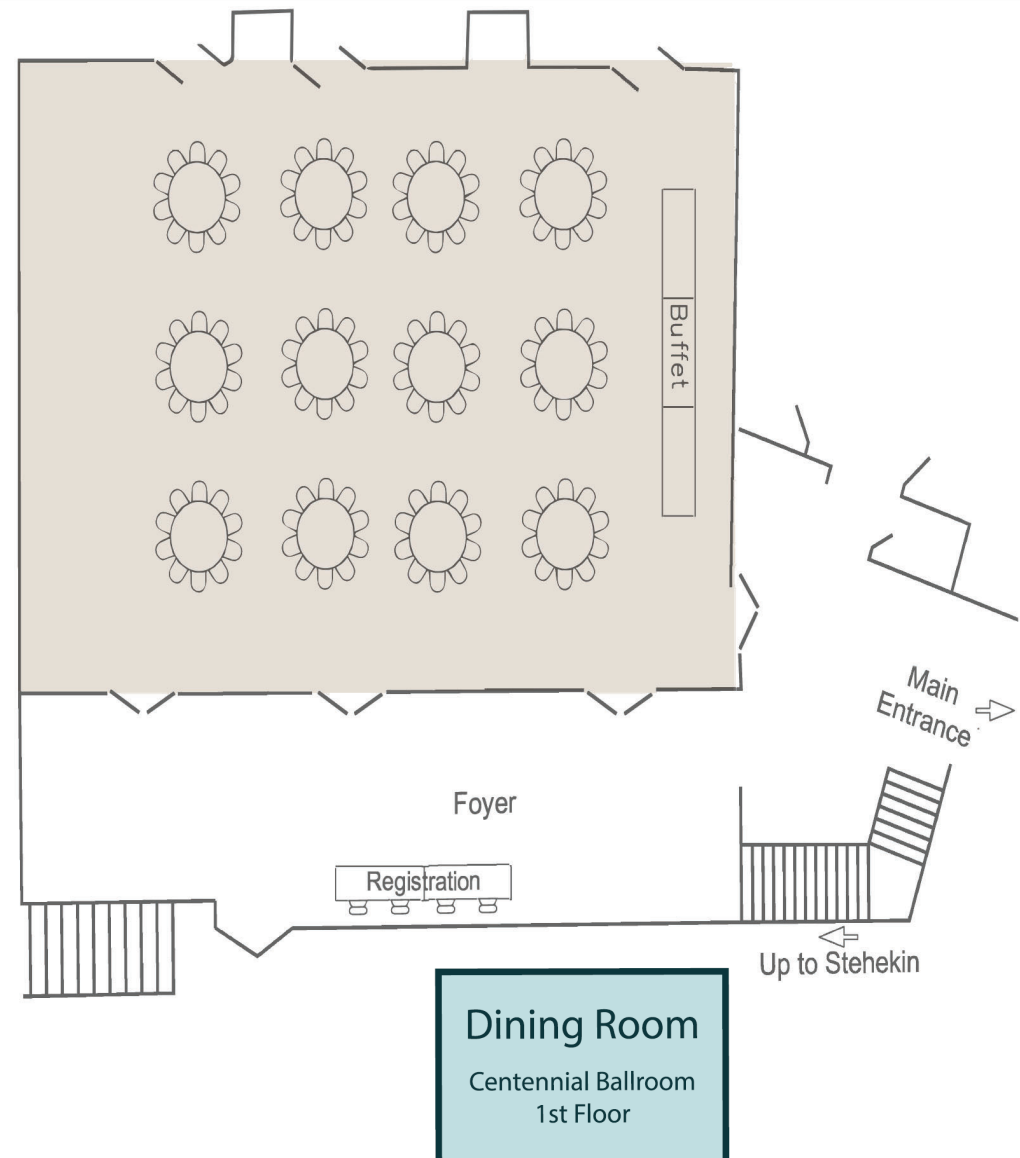 Buffet
Main
Entrance
Foyer
Registration
Up to Stehekin
Dining Room
Centennial Ballroom
1st Floor